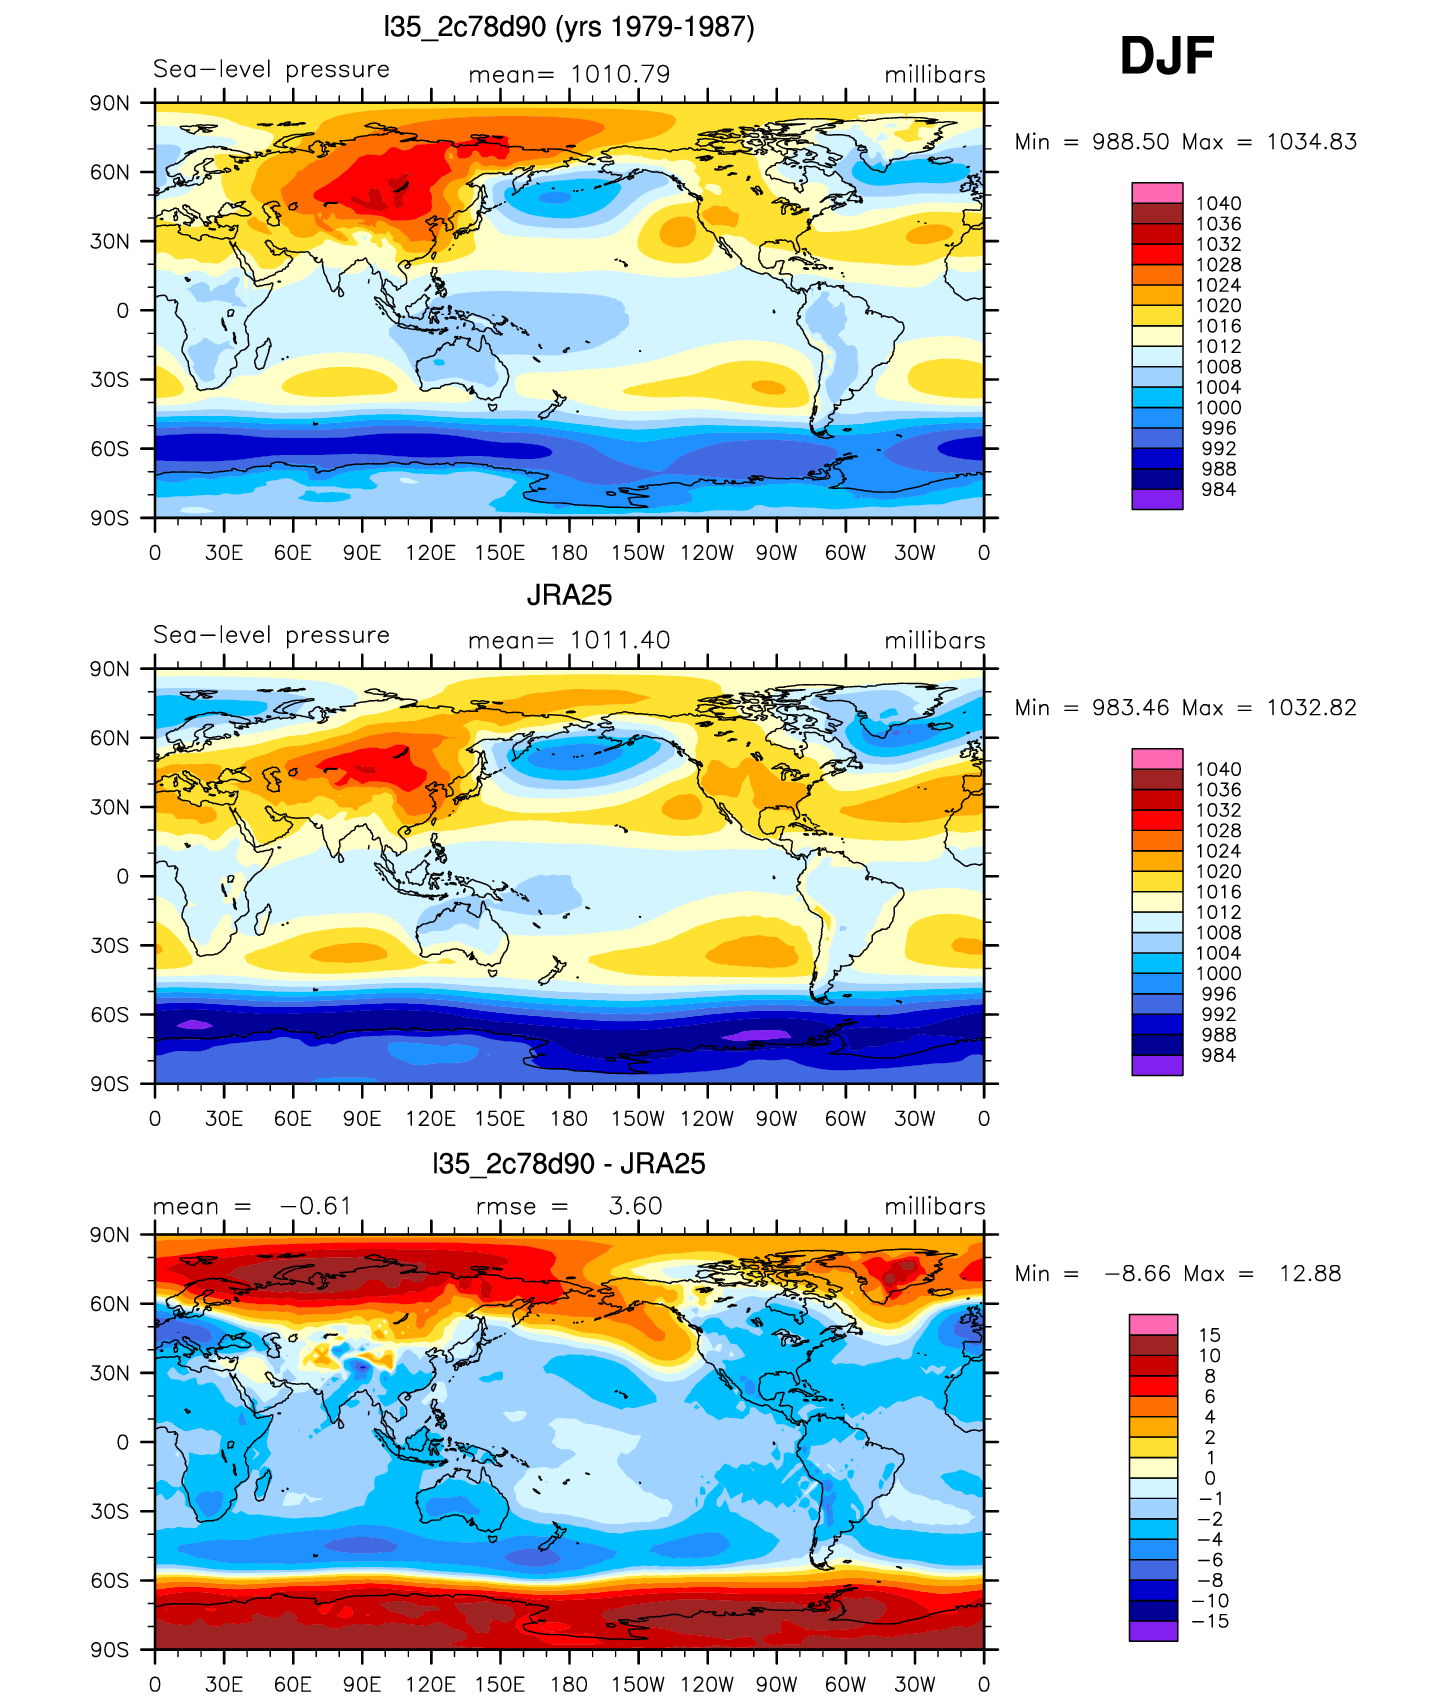 l35_2c78d90 (yrs 1979-1987)
DJF
Sea-level pressure mean= 1010.79 millibars
Min = 988.50 Max = 1034.83
90N
60N
30N
0
30S
60S
90S
0 30E 60E 90E 120E 150E 180 150W 120W 90W 60W 30W 0
1040
1036
1032
1028
1024
1020
1016
1012
1008
1004
1000
996
992
988
984
JRA25
Sea-level pressure mean= 1011.40 millibars
Min = 983.46 Max = 1032.82
90N
60N
30N
0
30S
60S
90S
0 30E 60E 90E 120E 150E 180 150W 120W 90W 60W 30W 0
1040
1036
1032
1028
1024
1020
1016
1012
1008
1004
1000
996
992
988
984
l35_2c78d90 - JRA25
mean = -0.61 rmse = 3.60 millibars
Min = -8.66 Max = 12.88
90N
60N
30N
0
30S
60S
90S
0 30E 60E 90E 120E 150E 180 150W 120W 90W 60W 30W 0
15
10
8
6
4
2
1
0
-1
-2
-4
-6
-8
-10
-15